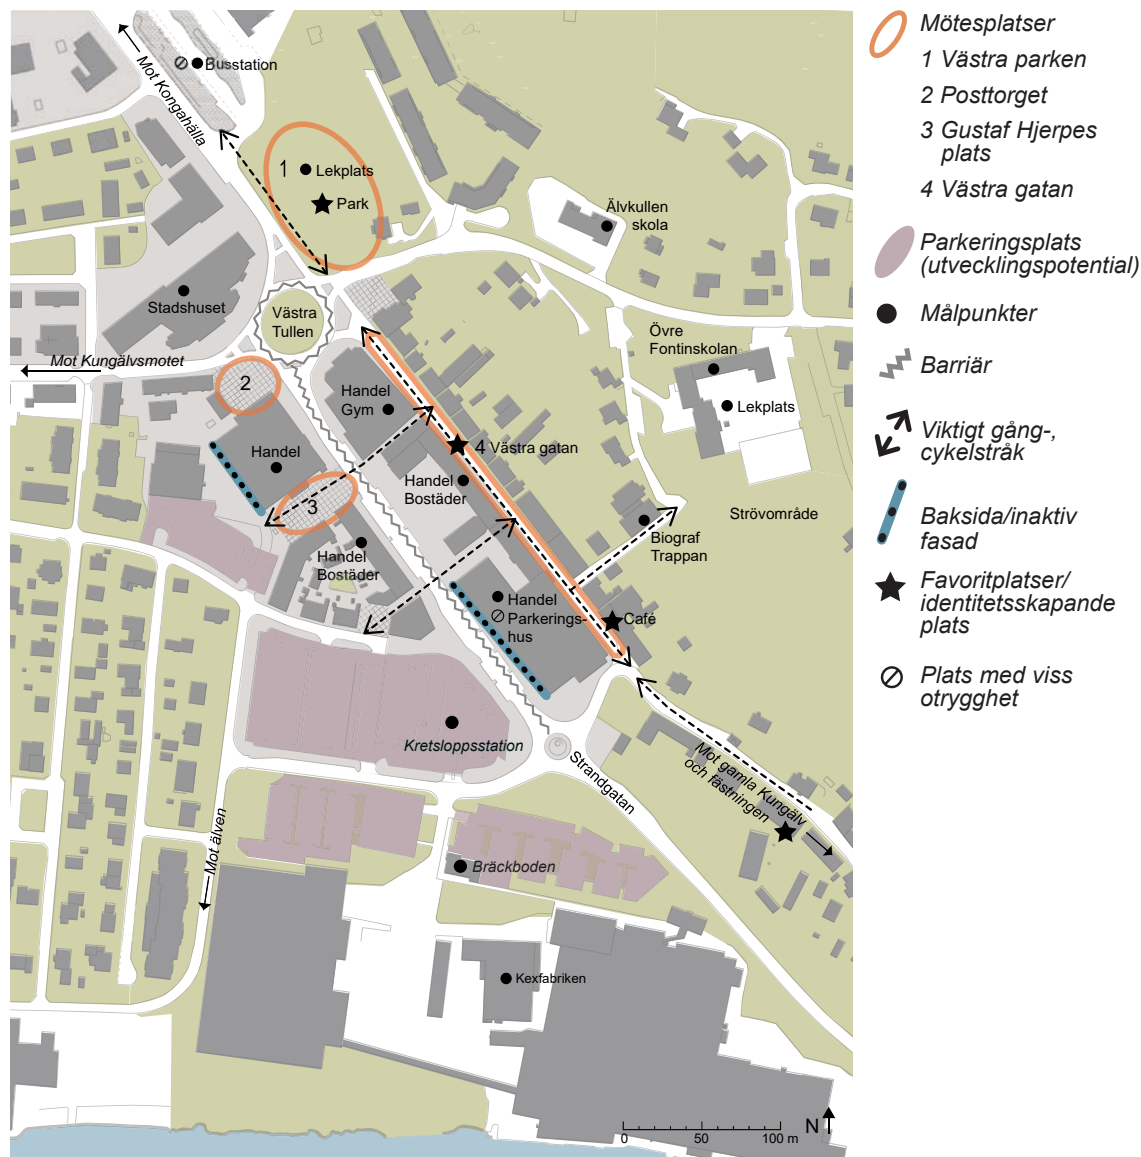 Mot Kongahälla
Busstation
1
Lekplats
Park
Älvkullen
skola
Stadshuset
Västra
Tullen
Mot Kungälvsmotet
2
Övre
Fontinskolan
Lekplats
Handel
Gym
4 Västra gatan
Handel
3
Handel
Bostäder
Strövområde
Biograf
Trappan
Handel
Bostäder
Handel
Parkerings-
hus
Café
Kretsloppsstation
Strandgatan
Mot gamla Kungälv
och fästningen
Mot älven
Bräckboden
Kexfabriken
N
0 50 100 m
Mötesplatser
1 Västra parken
2 Posttorget
3 Gustaf Hjerpes
plats
4 Västra gatan
Parkeringsplats
(utvecklingspotential)
Målpunkter
Barriär
Viktigt gång-,
cykelstråk
Baksida/inaktiv
fasad
Favoritplatser/
identitetsskapande
plats
Plats med viss
otrygghet